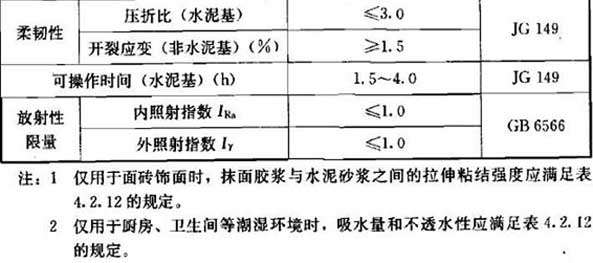 柔韧性 压折比（水泥基） ≤3.0 JG 149
开裂应变（非水泥基）（%） ≥1.5
可操作时间（水泥基）（h） 1.5~4.0 JG 149
放射性限量 内照射指数 IRa ≤1.0 GB 6566
外照射指数 Iγ ≤1.0
注：1 仅用于面砖饰面时，抹面胶浆与水泥砂浆之间的拉伸粘结强度应满足表
4.2.12 的规定。
2 仅用于厨房、卫生间等潮湿环境时，吸水量和不透水性应满足表 4.2.12
的规定。